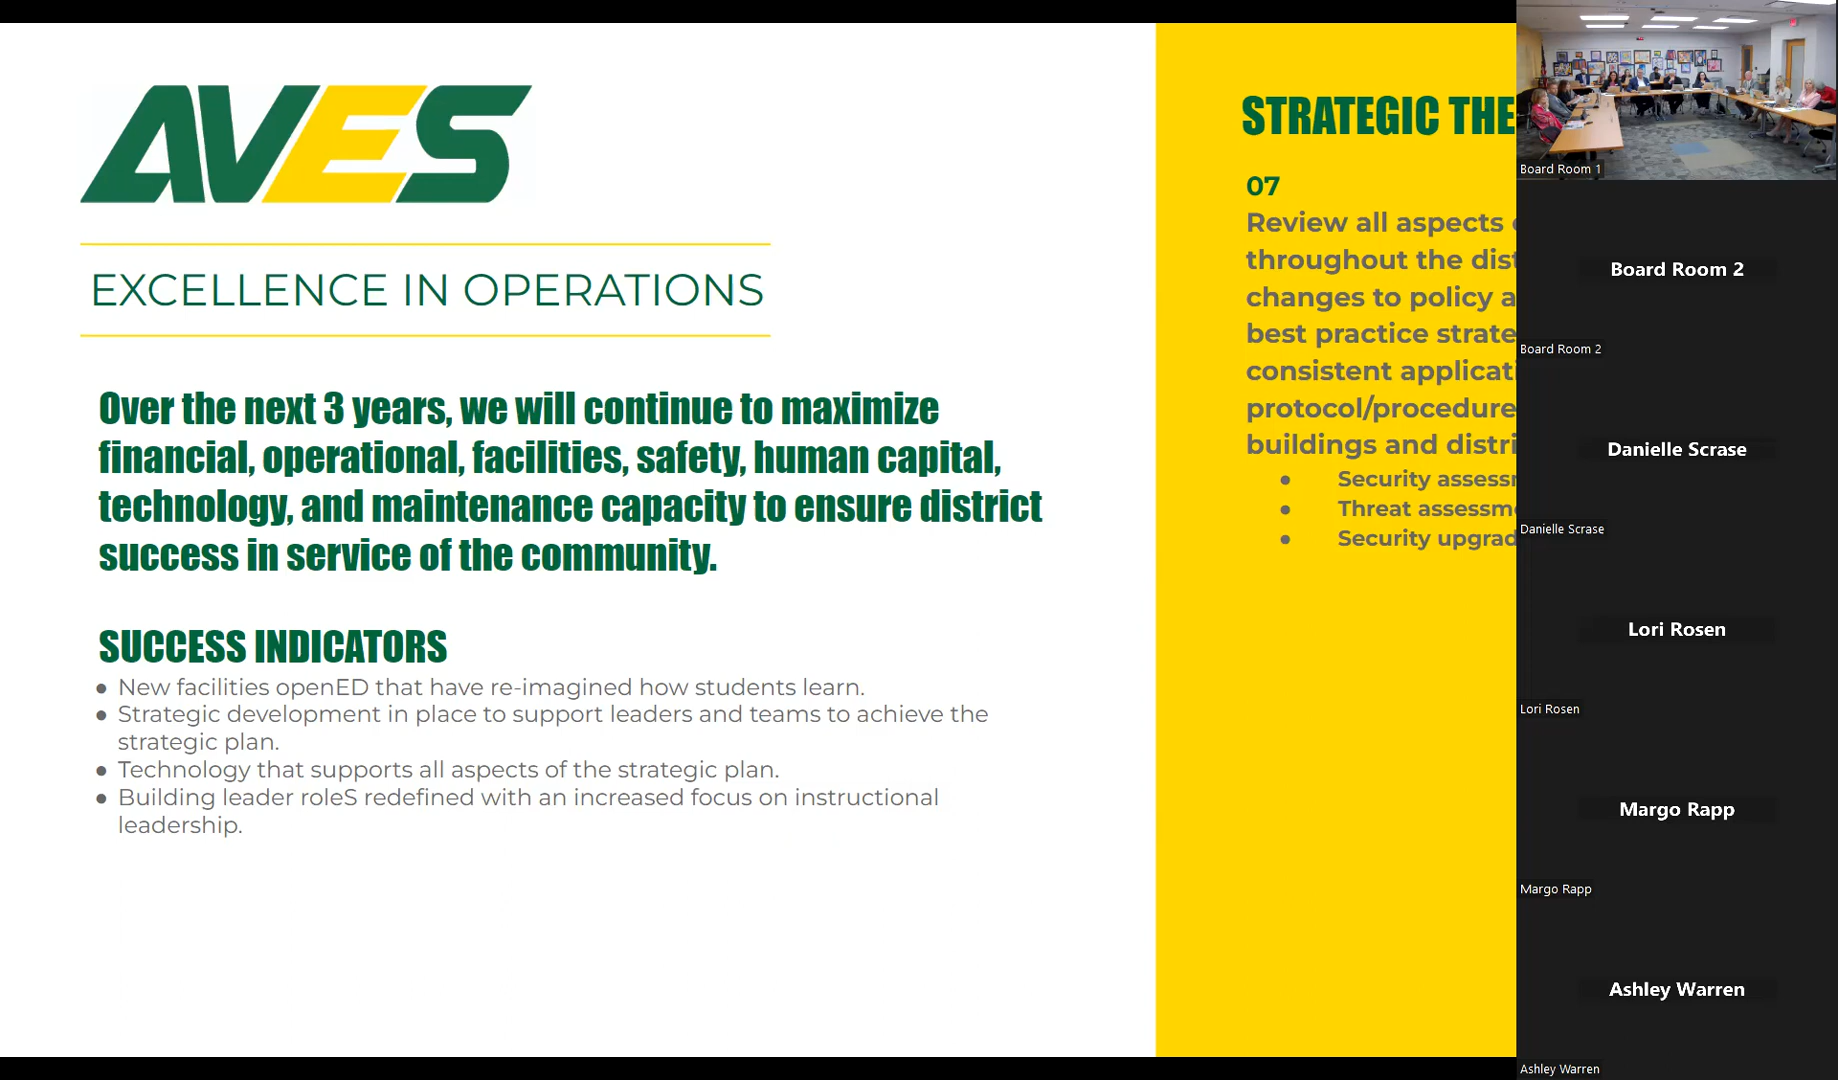 AVES
EXCELLENCE IN OPERATIONS
Over the next 3 years, we will continue to maximize
financial, operational, facilities, safety, human capital,
technology, and maintenance capacity to ensure district
success in service of the community.
SUCCESS INDICATORS
● New facilities openED that have re-imagined how students learn.
● Strategic development in place to support leaders and teams to achieve the
strategic plan.
● Technology that supports all aspects of the strategic plan.
● Building leader roleS redefined with an increased focus on instructional
leadership.
STRATEGIC THE
07
Review all aspects
throughout the dist
changes to policy a
best practice strate
consistent applicati
protocol/procedure
buildings and distri
● Security assessm
● Threat assessme
● Security upgrad
Board Room 1
Board Room 2
Board Room 2
Danielle Scrase
Danielle Scrase
Lori Rosen
Lori Rosen
Margo Rapp
Margo Rapp
Ashley Warren
Ashley Warren